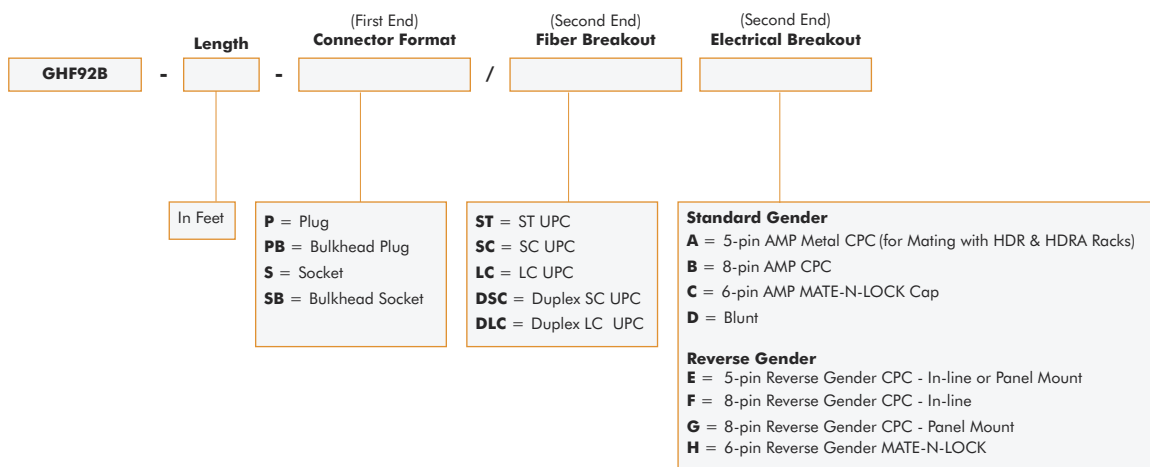 (First End)
(Second End)
(Second End)
Length
Connector Format
Fiber Breakout
Electrical Breakout
GHF92B - - /
In Feet
P = Plug
PB = Bulkhead Plug
S = Socket
SB = Bulkhead Socket
ST = ST UPC
SC = SC UPC
LC = LC UPC
DSC = Duplex SC UPC
DLC = Duplex LC UPC
Standard Gender
A = 5-pin AMP Metal CPC (for Mating with HDR & HDRA Racks)
B = 8-pin AMP CPC
C = 6-pin AMP MATE-N-LOCK Cap
D = Blunt
Reverse Gender
E = 5-pin Reverse Gender CPC - In-line or Panel Mount
F = 8-pin Reverse Gender CPC - In-line
G = 8-pin Reverse Gender CPC - Panel Mount
H = 6-pin Reverse Gender MATE-N-LOCK